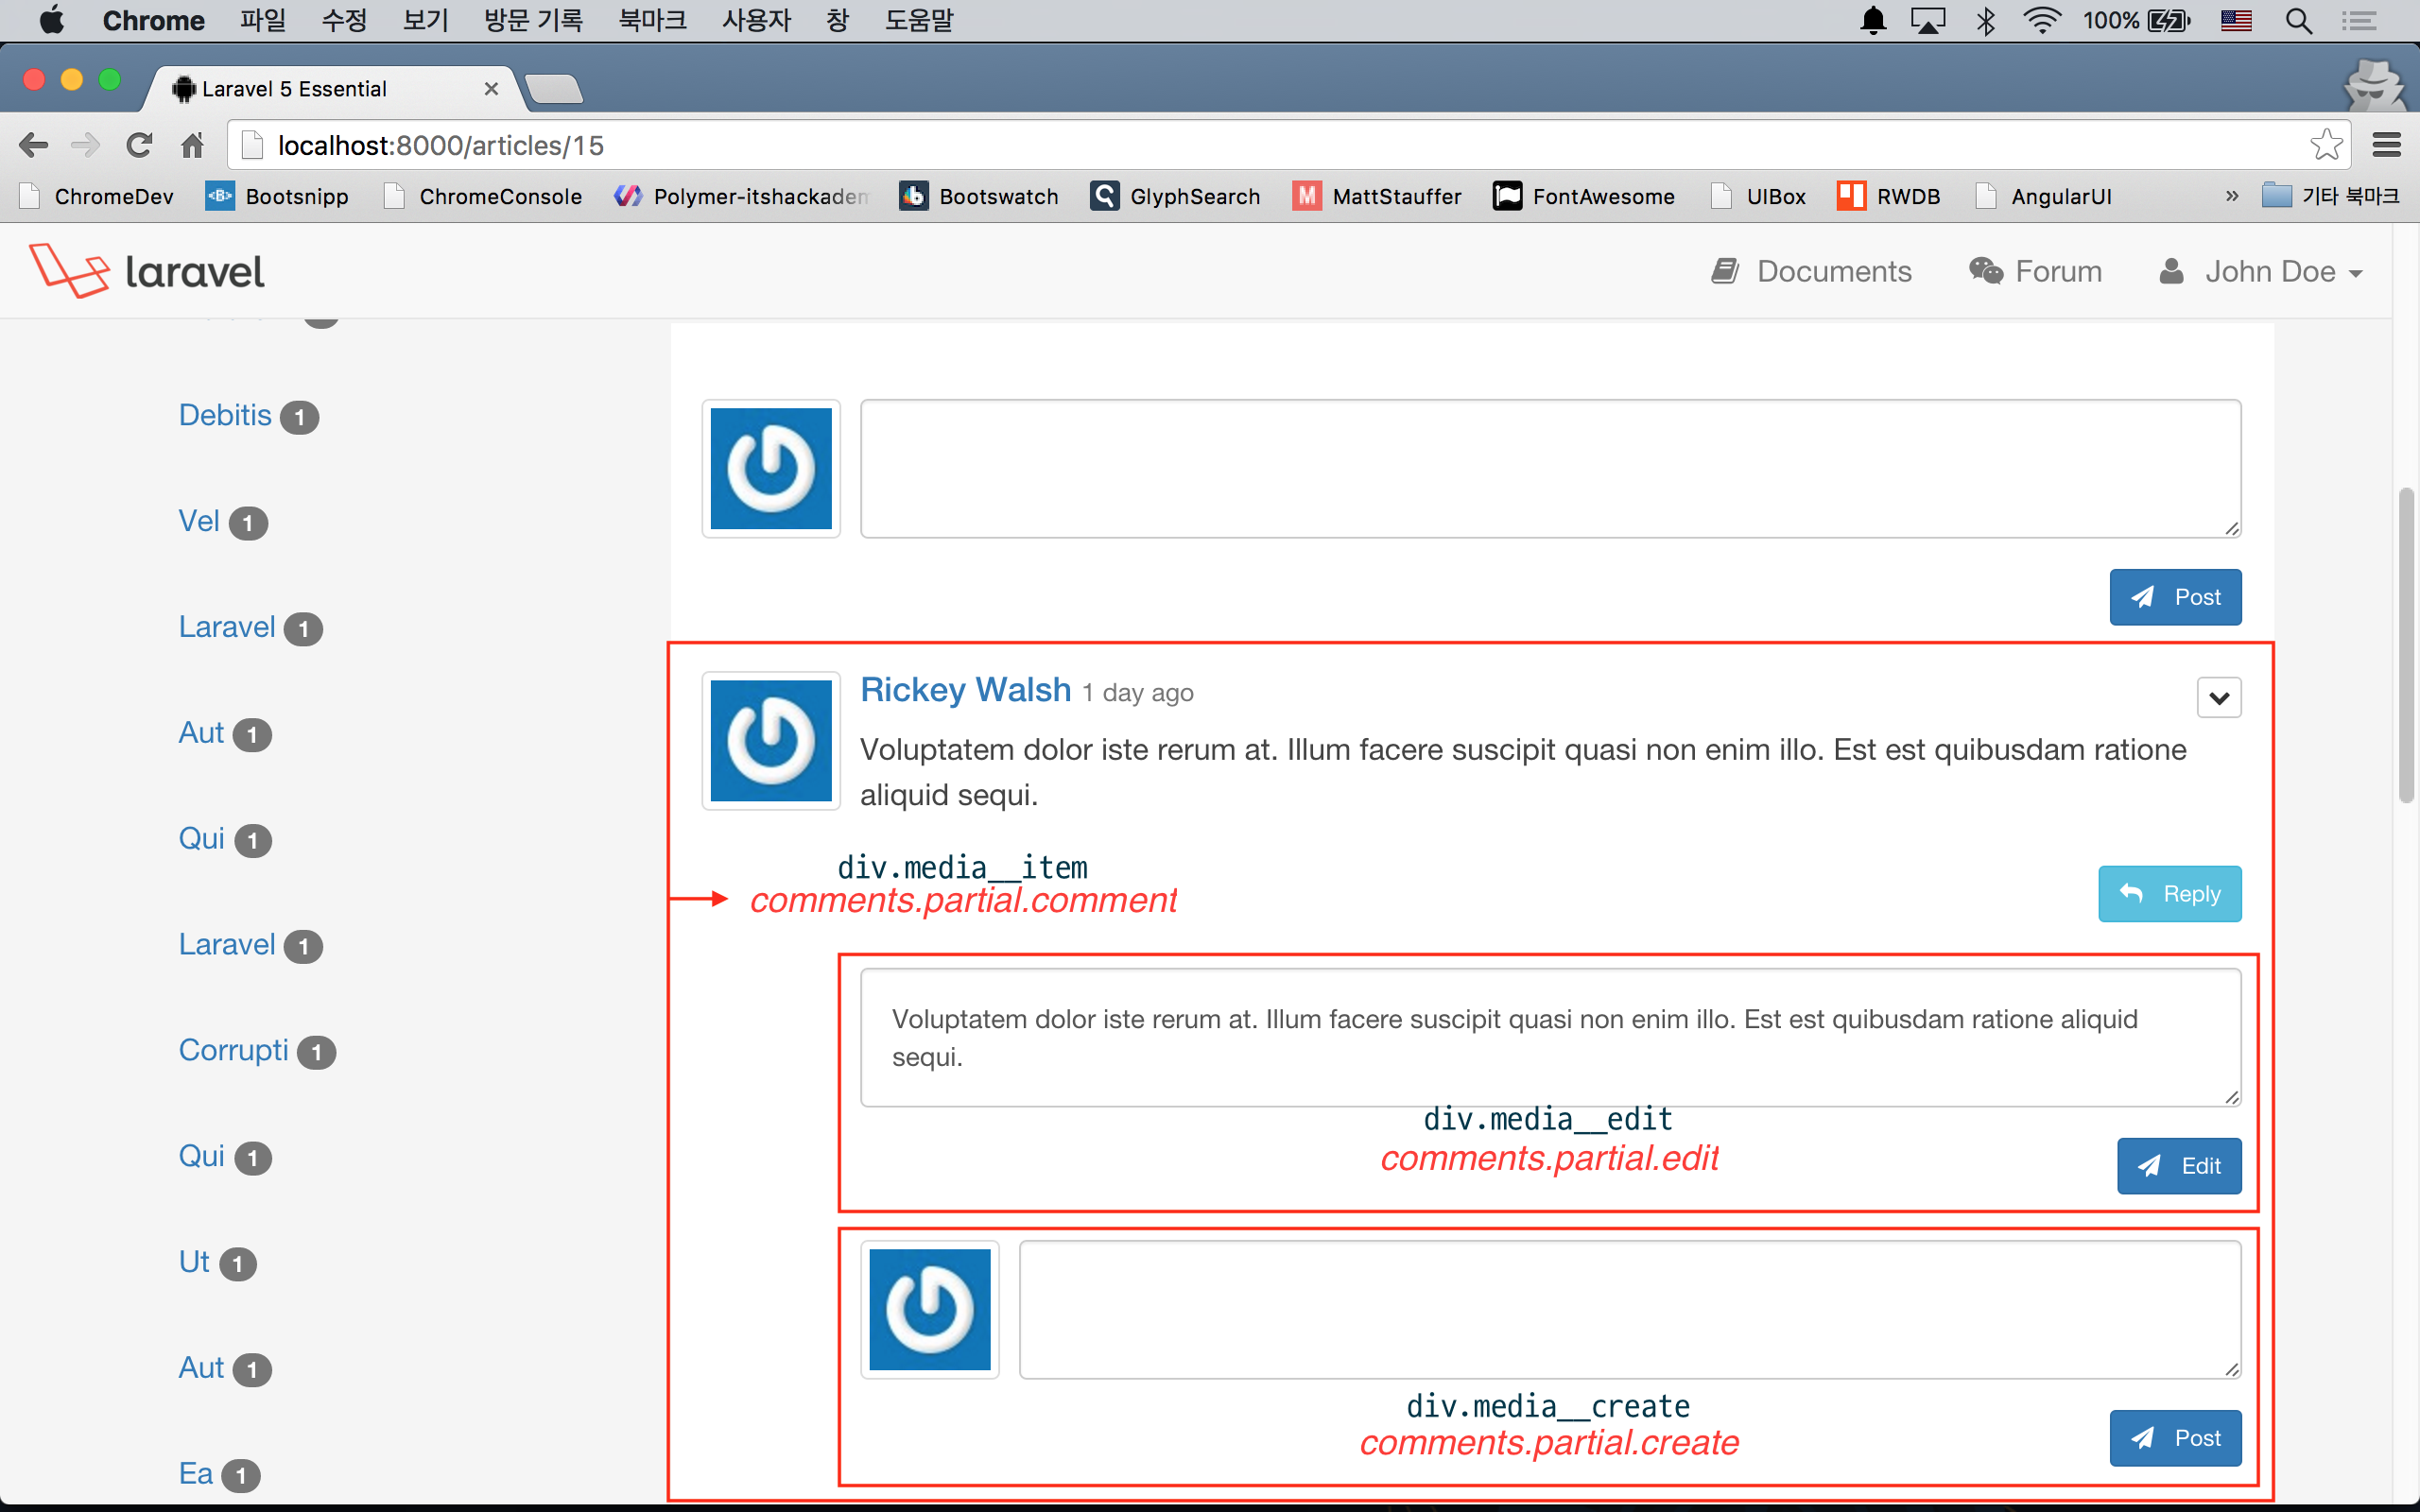 Chrome 파일 수정 보기 방문 기록 북마크 사용자 창 도움말 100%
Laravel 5 Essential
localhost:8000/articles/15
ChromeDev Bootsnipp ChromeConsole Polymer-itshackadem Bootswatch GlyphSearch MattStauffer FontAwesome UIBox RWDB AngularUI » 기타 북마크
laravel Documents Forum John Doe
Debitis 1
Vel 1
Post
Laravel 1
Rickey Walsh 1 day ago
Aut 1
Voluptatem dolor iste rerum at. Illum facere suscipit quasi non enim illo. Est est quibusdam ratione
aliquid sequi.
Qui 1
div.media__item
comments.partial.comment
Reply
Laravel 1
Voluptatem dolor iste rerum at. Illum facere suscipit quasi non enim illo. Est est quibusdam ratione aliquid
sequi.
Corrupti 1
div.media__edit
comments.partial.edit
Edit
Qui 1
Ut 1
Aut 1
div.media__create
comments.partial.create
Post
Ea 1